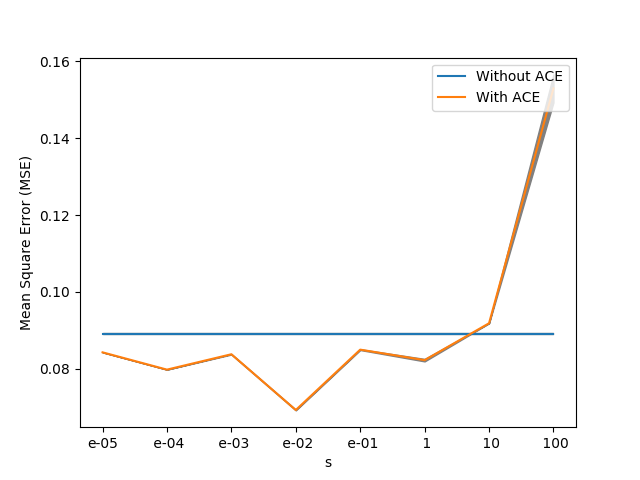 0.16
Without ACE
With ACE
0.14
0.12
0.10
0.08
Mean Square Error (MSE)
e-05 e-04 e-03 e-02 e-01 1 10 100
s